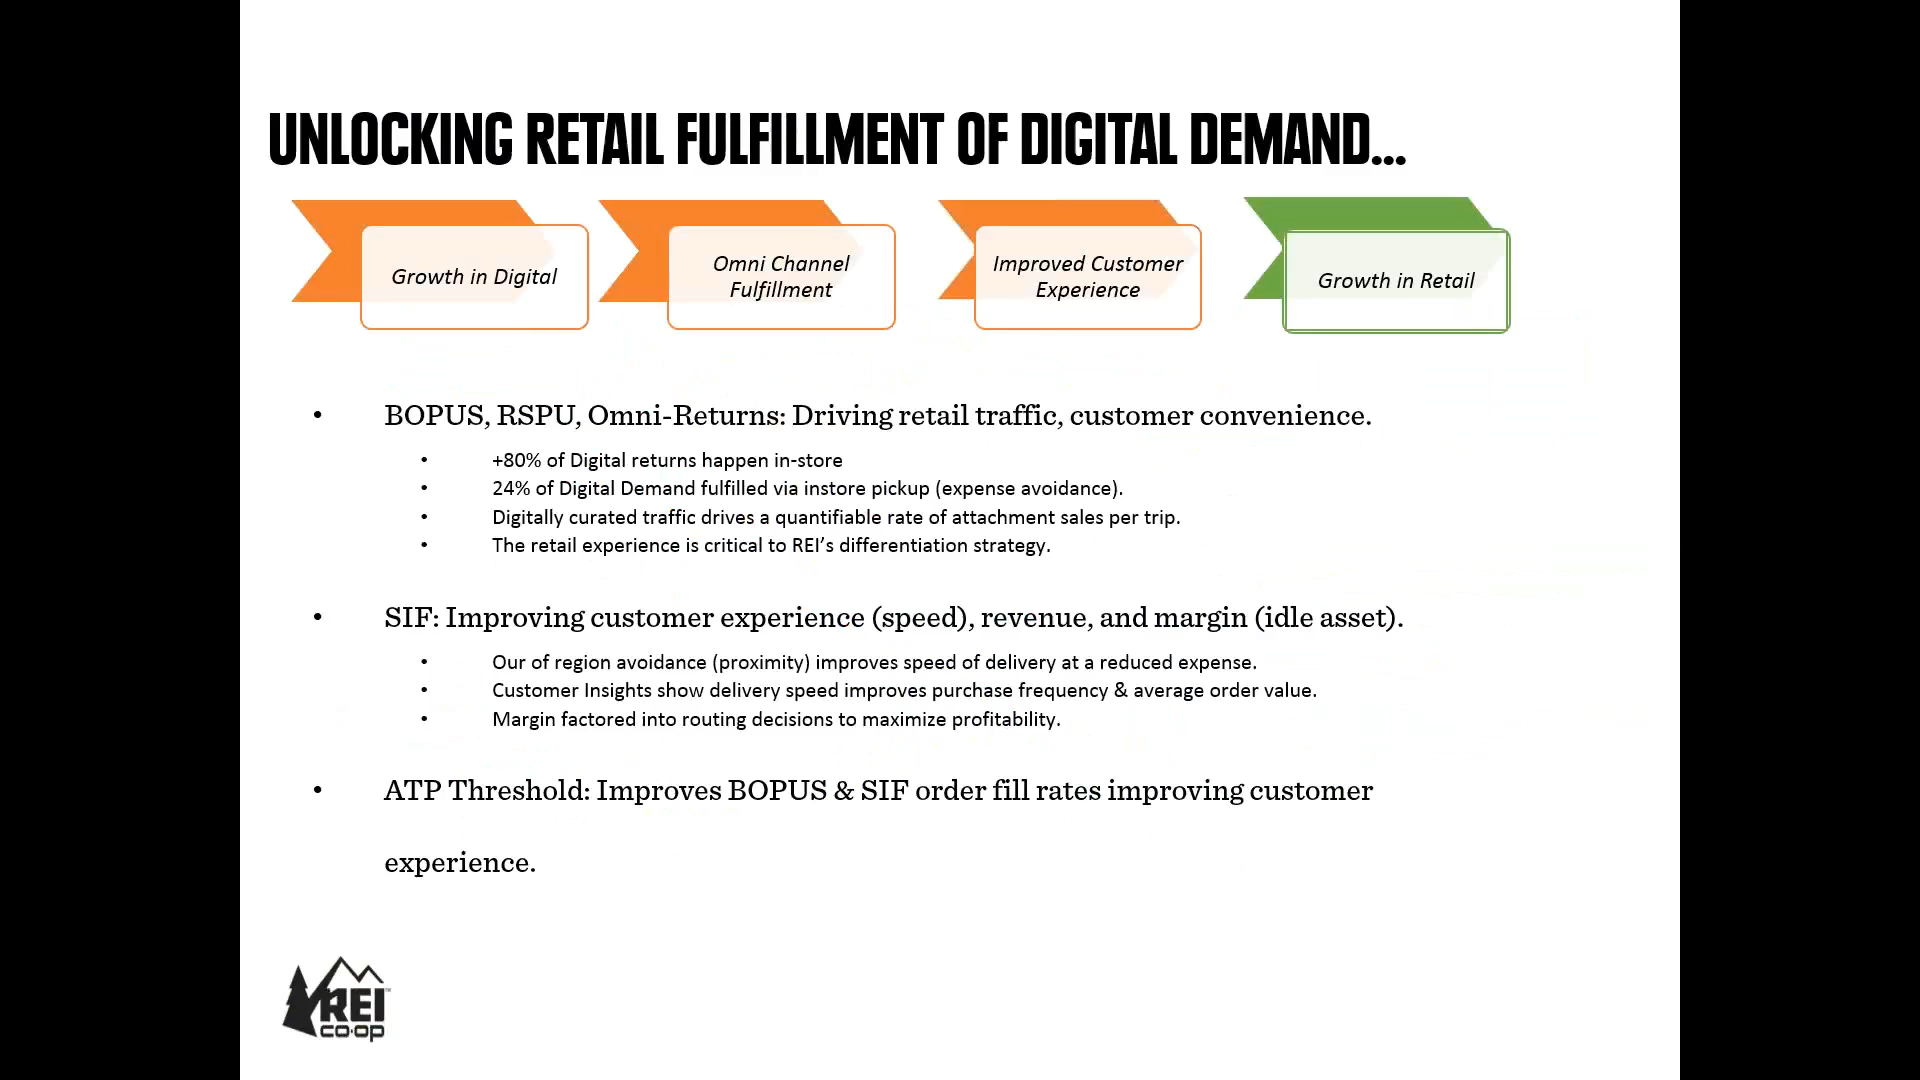 UNLOCKING RETAIL FULFILLMENT OF DIGITAL DEMAND...
Growth in Digital
Omni Channel
Fulfillment
Improved Customer
Experience
Growth in Retail
• BOPUS, RSPU, Omni-Returns: Driving retail traffic, customer convenience.
• +80% of Digital returns happen in-store
• 24% of Digital Demand fulfilled via instore pickup (expense avoidance).
• Digitally curated traffic drives a quantifiable rate of attachment sales per trip.
• The retail experience is critical to REI’s differentiation strategy.
• SIF: Improving customer experience (speed), revenue, and margin (idle asset).
• Our of region avoidance (proximity) improves speed of delivery at a reduced expense.
• Customer Insights show delivery speed improves purchase frequency & average order value.
• Margin factored into routing decisions to maximize profitability.
• ATP Threshold: Improves BOPUS & SIF order fill rates improving customer
experience.
REI
CO·OP